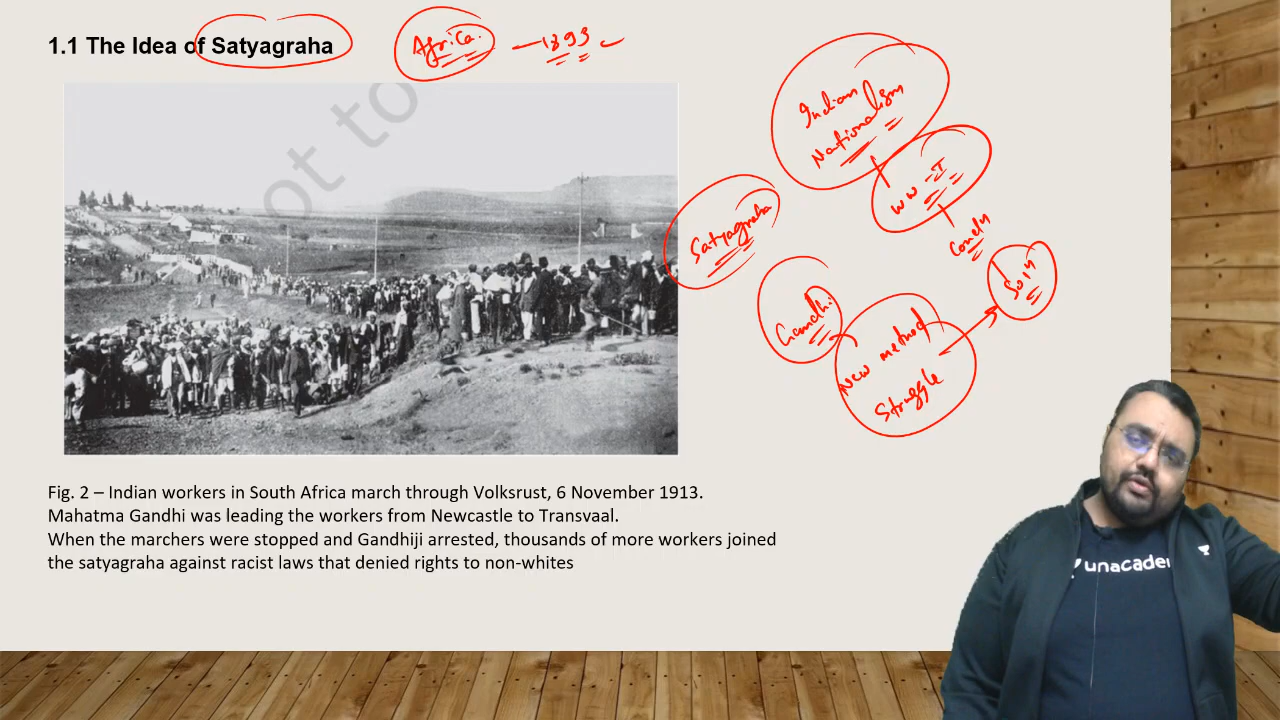 1.1 The Idea of Satyagraha
Africa. – 1893
Indian
Nationalism
WW-I
Satyagraha
Gandhi
New method
Struggle
ot to
Fig. 2 – Indian workers in South Africa march through Volksrust, 6 November 1913.
Mahatma Gandhi was leading the workers from Newcastle to Transvaal.
When the marchers were stopped and Gandhiji arrested, thousands of more workers joined
the satyagraha against racist laws that denied rights to non-whites
unacade